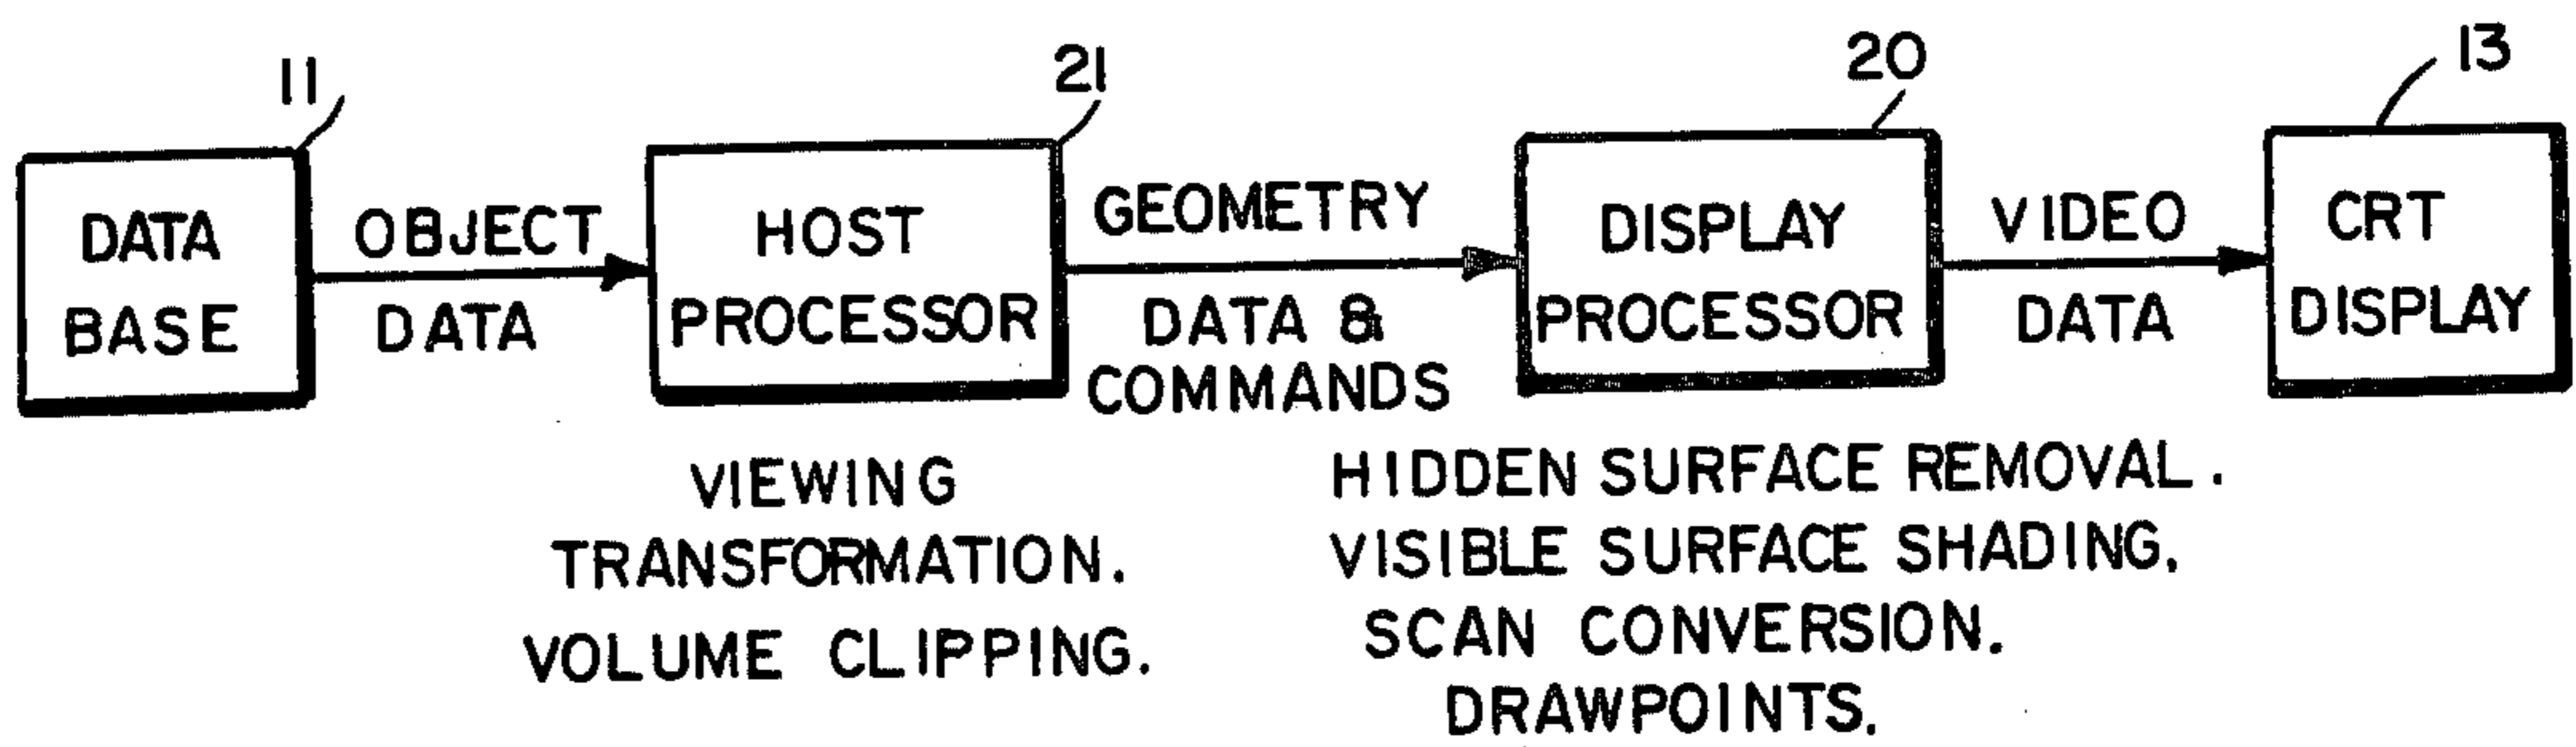 11
21
20
13
DATA
BASE
OBJECT
DATA
HOST
PROCESSOR
GEOMETRY
DATA &
COMMANDS
DISPLAY
PROCESSOR
VIDEO
DATA
CRT
DISPLAY
VIEWING
TRANSFORMATION.
VOLUME CLIPPING.
HIDDEN SURFACE REMOVAL.
VISIBLE SURFACE SHADING.
SCAN CONVERSION.
DRAWPOINTS.